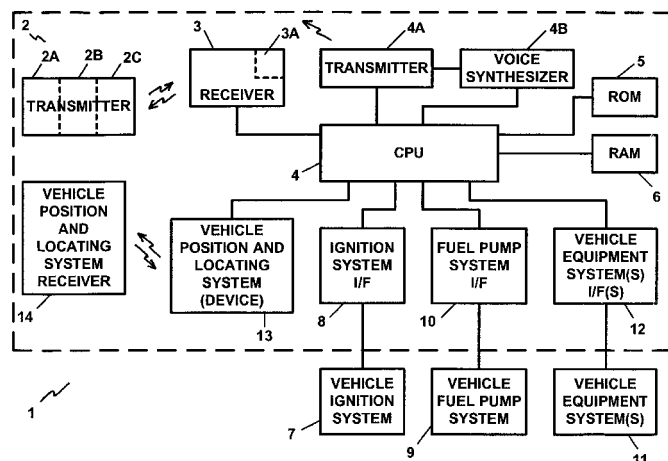 2
2A
2B
2C
TRANSMITTER
3
3A
RECEIVER
4A
TRANSMITTER
4B
VOICE
SYNTHESIZER
5
ROM
4
CPU
RAM
6
VEHICLE
POSITION
AND
LOCATING
SYSTEM
RECEIVER
14
VEHICLE
POSITION AND
LOCATING
SYSTEM
(DEVICE)
13
IGNITION
SYSTEM
I/F
8
FUEL PUMP
SYSTEM
I/F
10
VEHICLE
EQUIPMENT
SYSTEM(S)
I/F(S)
12
1
VEHICLE
IGNITION
SYSTEM
7
VEHICLE
FUEL PUMP
SYSTEM
9
VEHICLE
EQUIPMENT
SYSTEM(S)
11